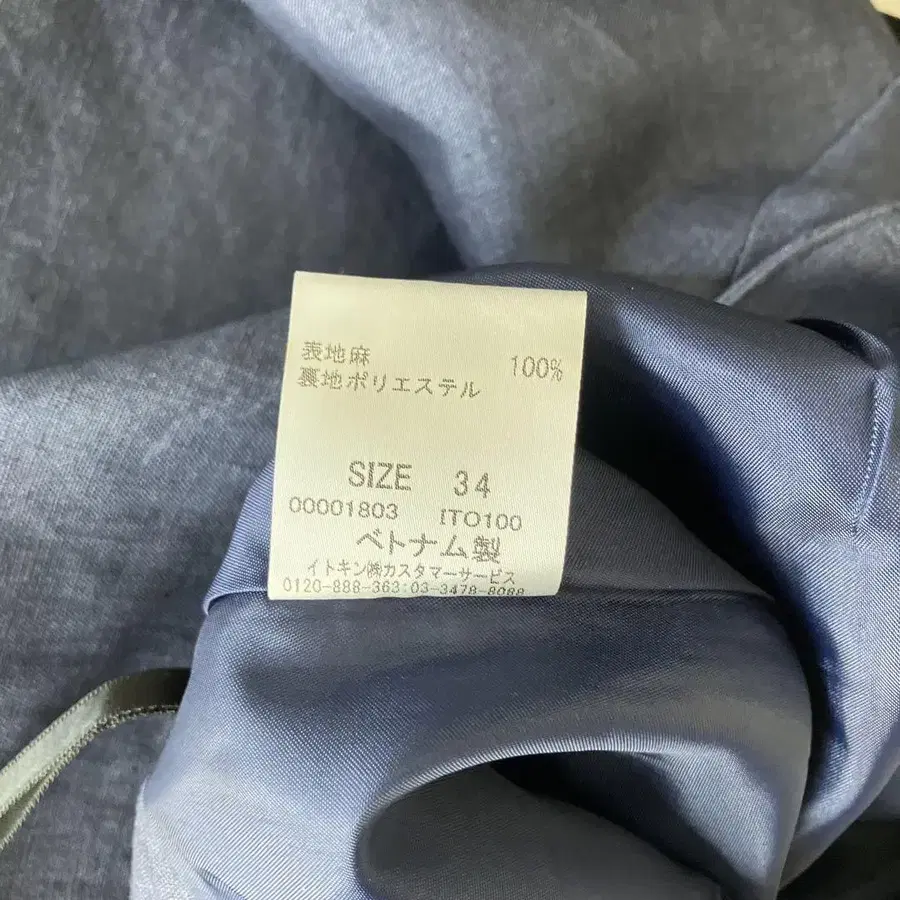 表地麻 100%
裏地ポリエステル
SIZE 34
00001803 ITO100
ベトナム製
イトキン㈱カスタマーサービス
0120-888-363:03-3478-8088